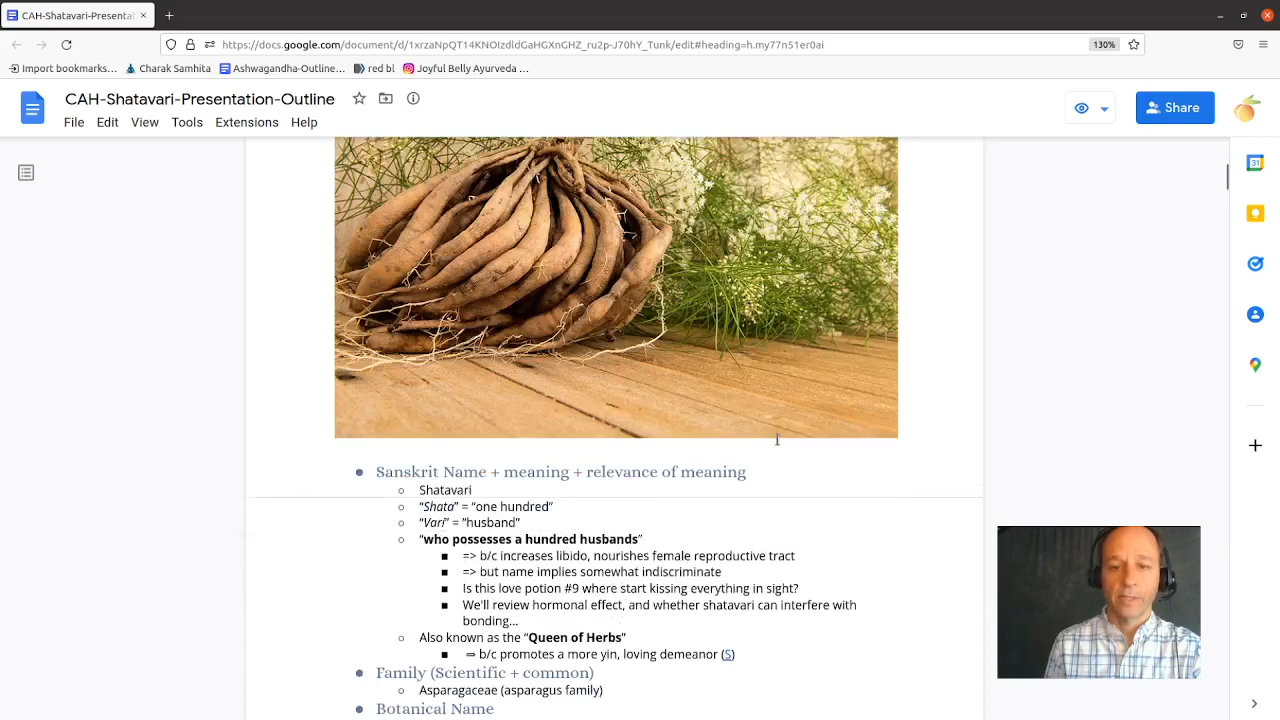 CAH-Shatavari-Presentat
https://docs.google.com/document/d/1xrzaNpQT14KNOIzdldGaHGXnGHZ_ru2p-J70hY_Tunk/edit#heading=h.my77n51er0ai
130%
Import bookmarks...
Charak Samhita
Ashwagandha-Outline...
red bl
Joyful Belly Ayurveda ...
CAH-Shatavari-Presentation-Outline
File Edit View Tools Extensions Help
Share
31
Sanskrit Name + meaning + relevance of meaning
Shatavari
“Shata” = “one hundred”
“Vari” = “husband”
“who possesses a hundred husbands”
=> b/c increases libido, nourishes female reproductive tract
=> but name implies somewhat indiscriminate
Is this love potion #9 where start kissing everything in sight?
We'll review hormonal effect, and whether shatavari can interfere with
bonding...
Also known as the “Queen of Herbs”
⇒ b/c promotes a more yin, loving demeanor (S)
Family (Scientific + common)
Asparagaceae (asparagus family)
Botanical Name